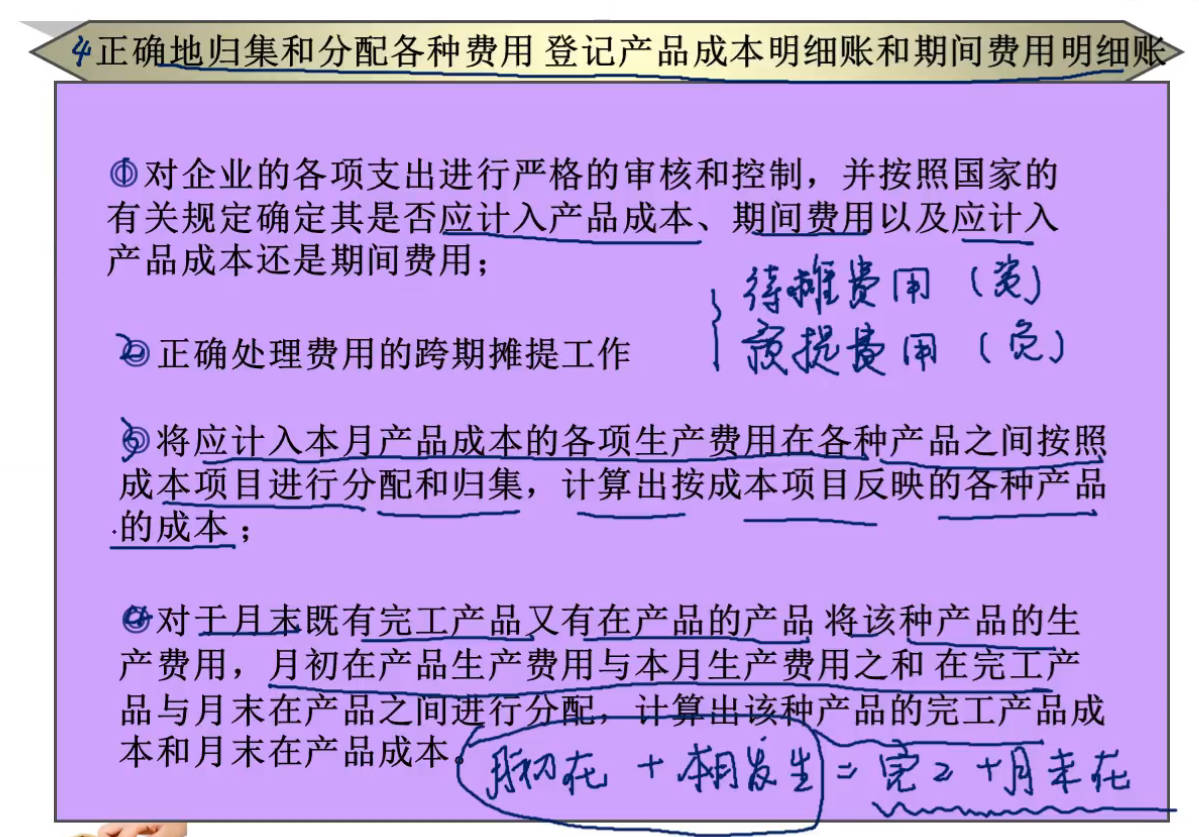 4 正确地归集和分配各种费用 登记产品成本明细账和期间费用明细账
① 对企业的各项支出进行严格的审核和控制，并按照国家的
有关规定确定其是否应计入产品成本、期间费用以及应计入
产品成本还是期间费用；
待摊费用（资）
预提费用（负）
② 正确处理费用的跨期摊提工作
③ 将应计入本月产品成本的各项生产费用在各种产品之间按照
成本项目进行分配和归集，计算出按成本项目反映的各种产品
的成本；
④ 对于月末既有完工产品又有在产品的产品 将该种产品的生
产费用，月初在产品生产费用与本月生产费用之和 在完工产
品与月末在产品之间进行分配，计算出该种产品的完工产品成
本和月末在产品成本。
月初在 + 本月发生 = 完工 + 月末在